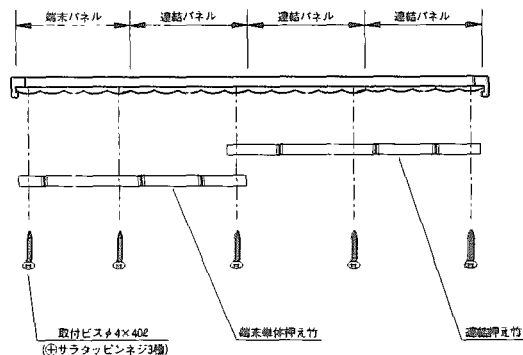 端末パネル 連結パネル 連結パネル 連結パネル
取付ビスφ4×40ℓ
(⊕サラタッピンネジ3種)
端末継体押え竹
連結押え竹